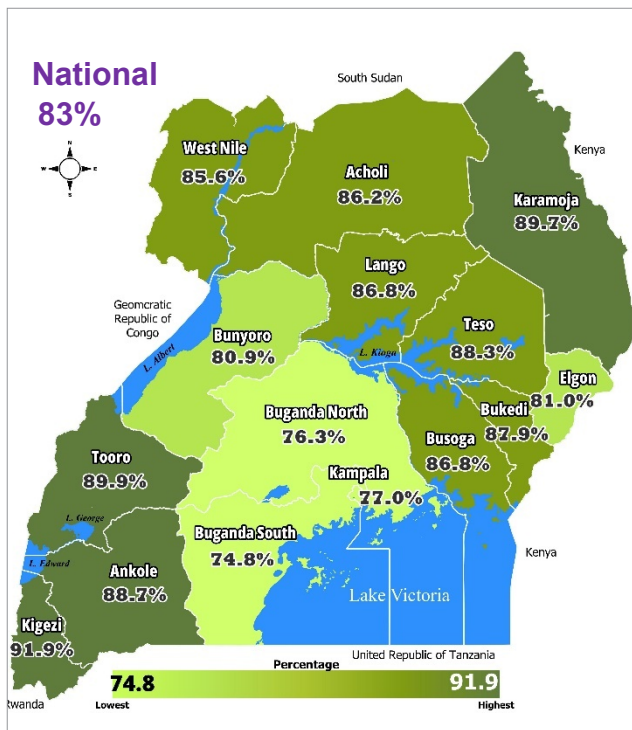 National
83%
South Sudan
N
W E
S
West Nile
85.6%
Acholi
86.2%
Kenya
Karamoja
89.7%
Lango
86.8%
Geomcratic
Republic of
Congo
L. Albert
Bunyoro
80.9%
L. Kioga
Teso
88.3%
Elgon
81.0%
Buganda North
76.3%
Bukedi
87.9%
Busoga
86.8%
Tooro
89.9%
Kampala
77.0%
L. George
Buganda South
74.8%
Kenya
L. Edward
Ankole
88.7%
Lake Victoria
Kigezi
91.9%
United Republic of Tanzania
Percentage
74.8
91.9
Lowest
Highest
Rwanda